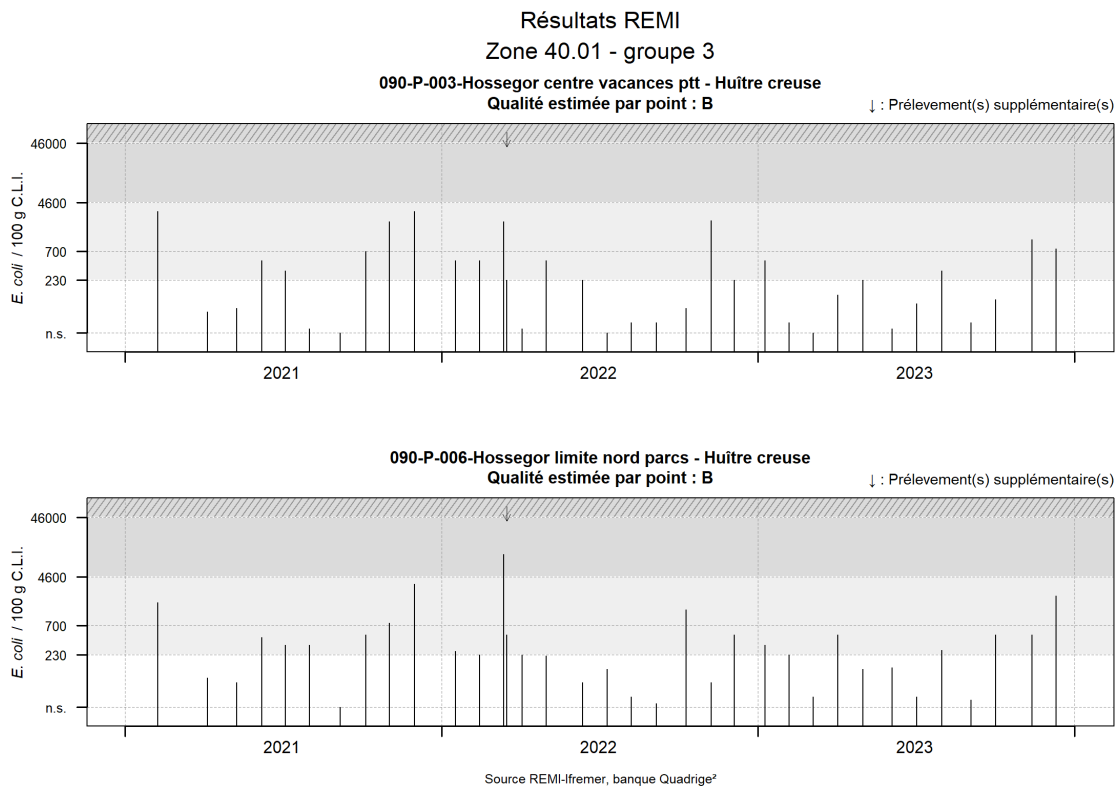 Résultats REMI
Zone 40.01 - groupe 3
090-P-003-Hossegor centre vacances ptt - Huître creuse
Qualité estimée par point : B
↓ : Prélevement(s) supplémentaire(s)
46000
4600
700
230
n.s.
E. coli / 100 g C.L.I.
2021 2022 2023
090-P-006-Hossegor limite nord parcs - Huître creuse
Qualité estimée par point : B
↓ : Prélevement(s) supplémentaire(s)
46000
4600
700
230
n.s.
E. coli / 100 g C.L.I.
2021 2022 2023
Source REMI-Ifremer, banque Quadrige²